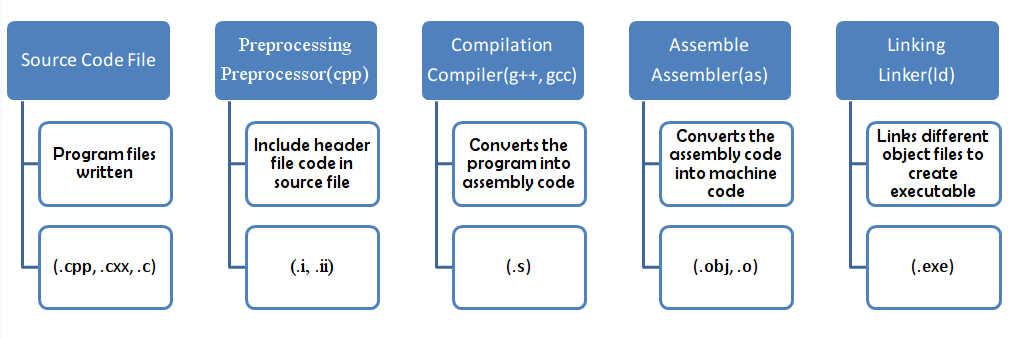 Source Code File
Program files
written
(.cpp, .cxx, .c)
Preprocessing
Preprocessor(cpp)
Include header
file code in
source file
(.i, .ii)
Compilation
Compiler(g++, gcc)
Converts the
program into
assembly code
(.s)
Assemble
Assembler(as)
Converts the
assembly code
into machine
code
(.obj, .o)
Linking
Linker(ld)
Links different
object files to
create
executable
(.exe)